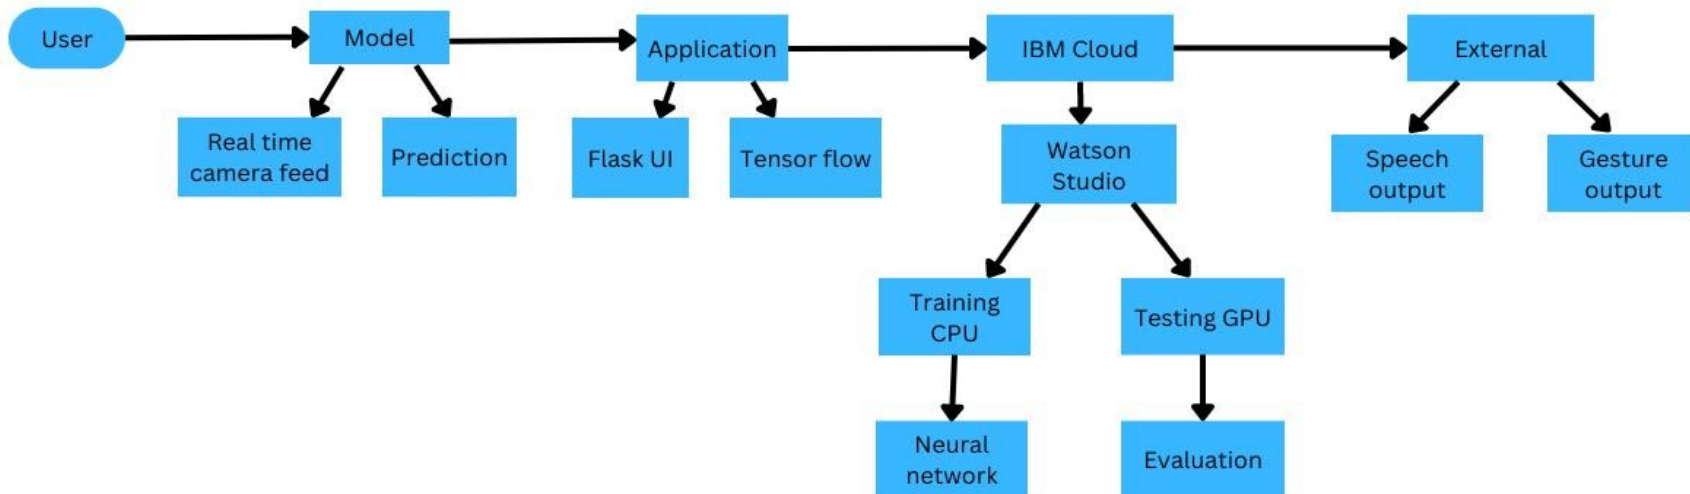 User
Model
Application
IBM Cloud
External
Real time
camera feed
Prediction
Flask UI
Tensor flow
Watson
Studio
Speech
output
Gesture
output
Training
CPU
Testing GPU
Neural
network
Evaluation